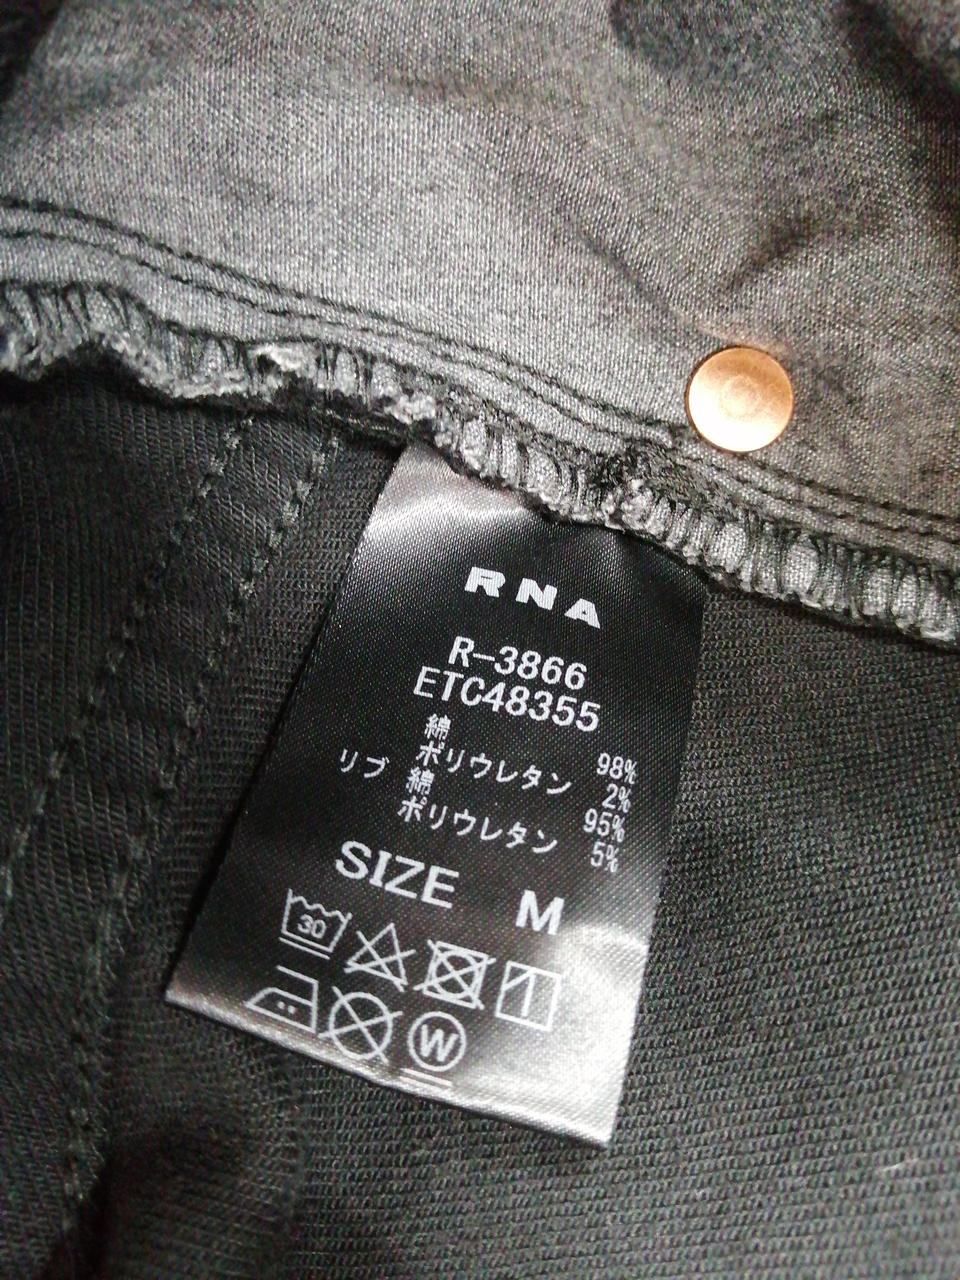 RNA
R-3866
ETC48355
綿 98%
ポリウレタン 2%
リブ 綿 95%
ポリウレタン 5%
SIZE M
30
W